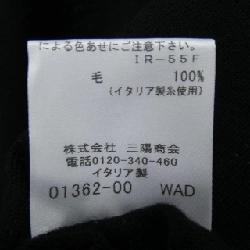 による色あせにご注意下さい。
IR-55F
毛 100%
(イタリア製糸使用)
株式会社 三陽商会
電話0120-340-460
イタリア製
01362-00 WAD